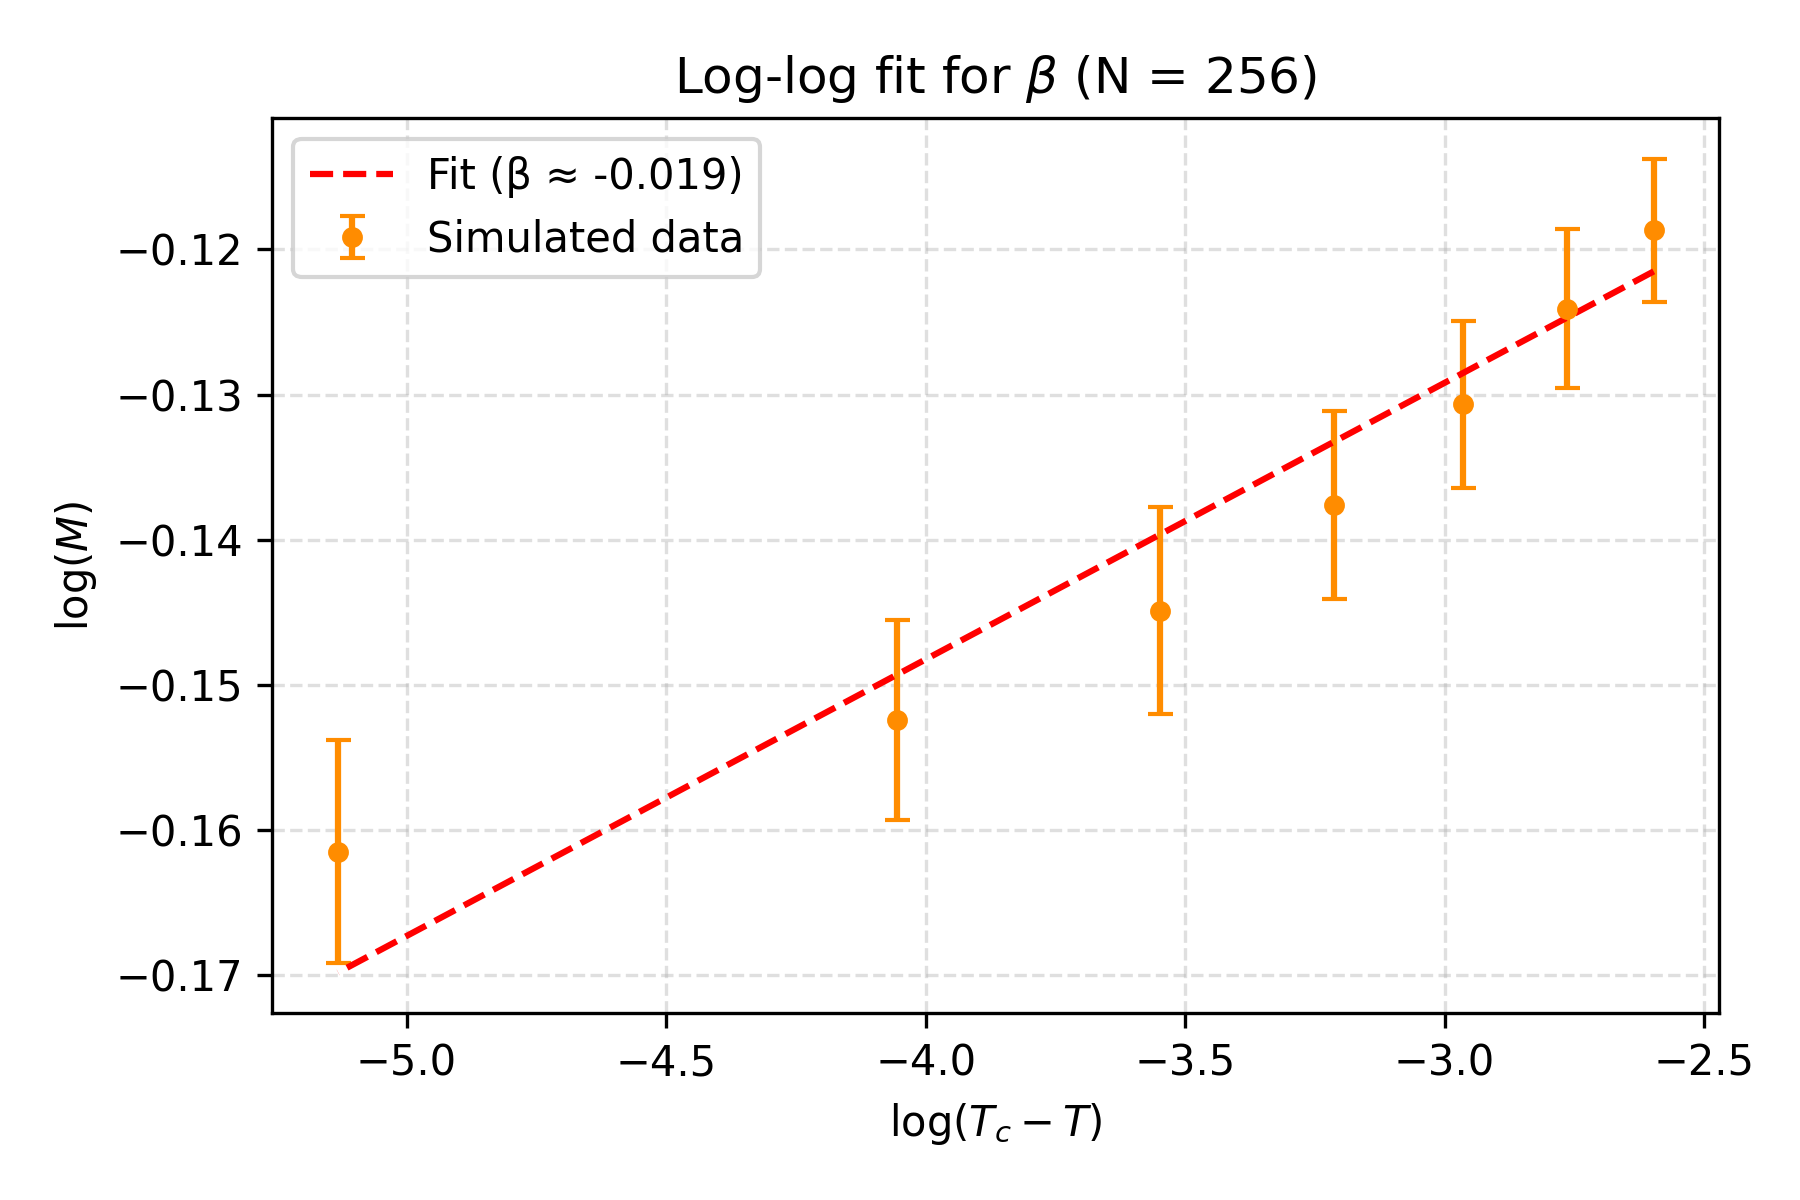 Log-log fit for β (N = 256)
Fit (β ≈ -0.019)
Simulated data
−0.12
−0.13
−0.14
−0.15
−0.16
−0.17
log(M)
−5.0 −4.5 −4.0 −3.5 −3.0 −2.5
log(T_c − T)